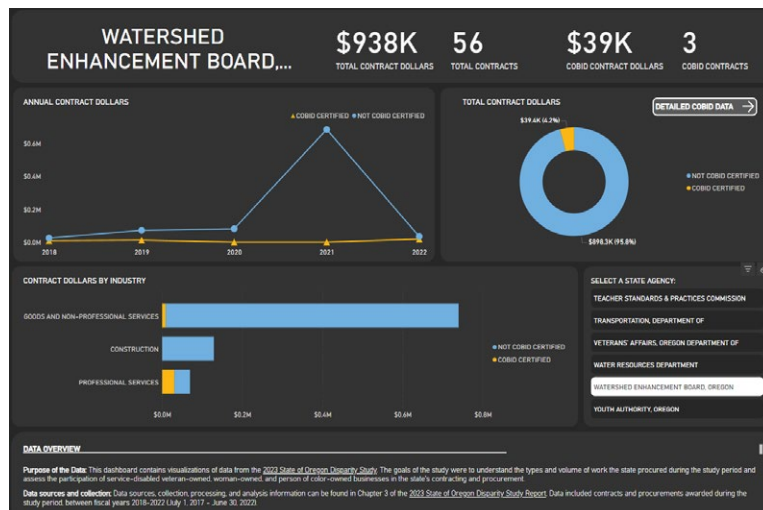 WATERSHED
ENHANCEMENT BOARD,...
$938K
TOTAL CONTRACT DOLLARS
56
TOTAL CONTRACTS
$39K
COBID CONTRACT DOLLARS
3
COBID CONTRACTS
ANNUAL CONTRACT DOLLARS
COBID CERTIFIED NOT COBID CERTIFIED
$0.6M
$0.4M
$0.2M
$0.0M
2018 2019 2020 2021 2022
TOTAL CONTRACT DOLLARS
DETAILED COBID DATA
$39.4K (4.2%)
NOT COBID CERTIFIED
COBID CERTIFIED
$898.3K (95.8%)
CONTRACT DOLLARS BY INDUSTRY
GOODS AND NON-PROFESSIONAL SERVICES
CONSTRUCTION
PROFESSIONAL SERVICES
NOT COBID CERTIFIED
COBID CERTIFIED
$0.0M $0.2M $0.4M $0.6M $0.8M
SELECT A STATE AGENCY:
TEACHER STANDARDS & PRACTICES COMMISSION
TRANSPORTATION, DEPARTMENT OF
VETERANS' AFFAIRS, OREGON DEPARTMENT OF
WATER RESOURCES DEPARTMENT
WATERSHED ENHANCEMENT BOARD, OREGON
YOUTH AUTHORITY, OREGON
DATA OVERVIEW
Purpose of the Data: This dashboard contains visualizations of data from the 2023 State of Oregon Disparity Study. The goals of the study were to understand the types and volume of work the state procured during the study period and
assess the participation of service-disabled veteran-owned, woman-owned, and person of color-owned businesses in the state's contracting and procurement.
Data sources and collection: Data sources, collection, processing, and analysis information can be found in Chapter 3 of the 2023 State of Oregon Disparity Study Report. Data included contracts and procurements awarded during the
study period, between fiscal years 2018-2022 (July 1, 2017 - June 30, 2022).